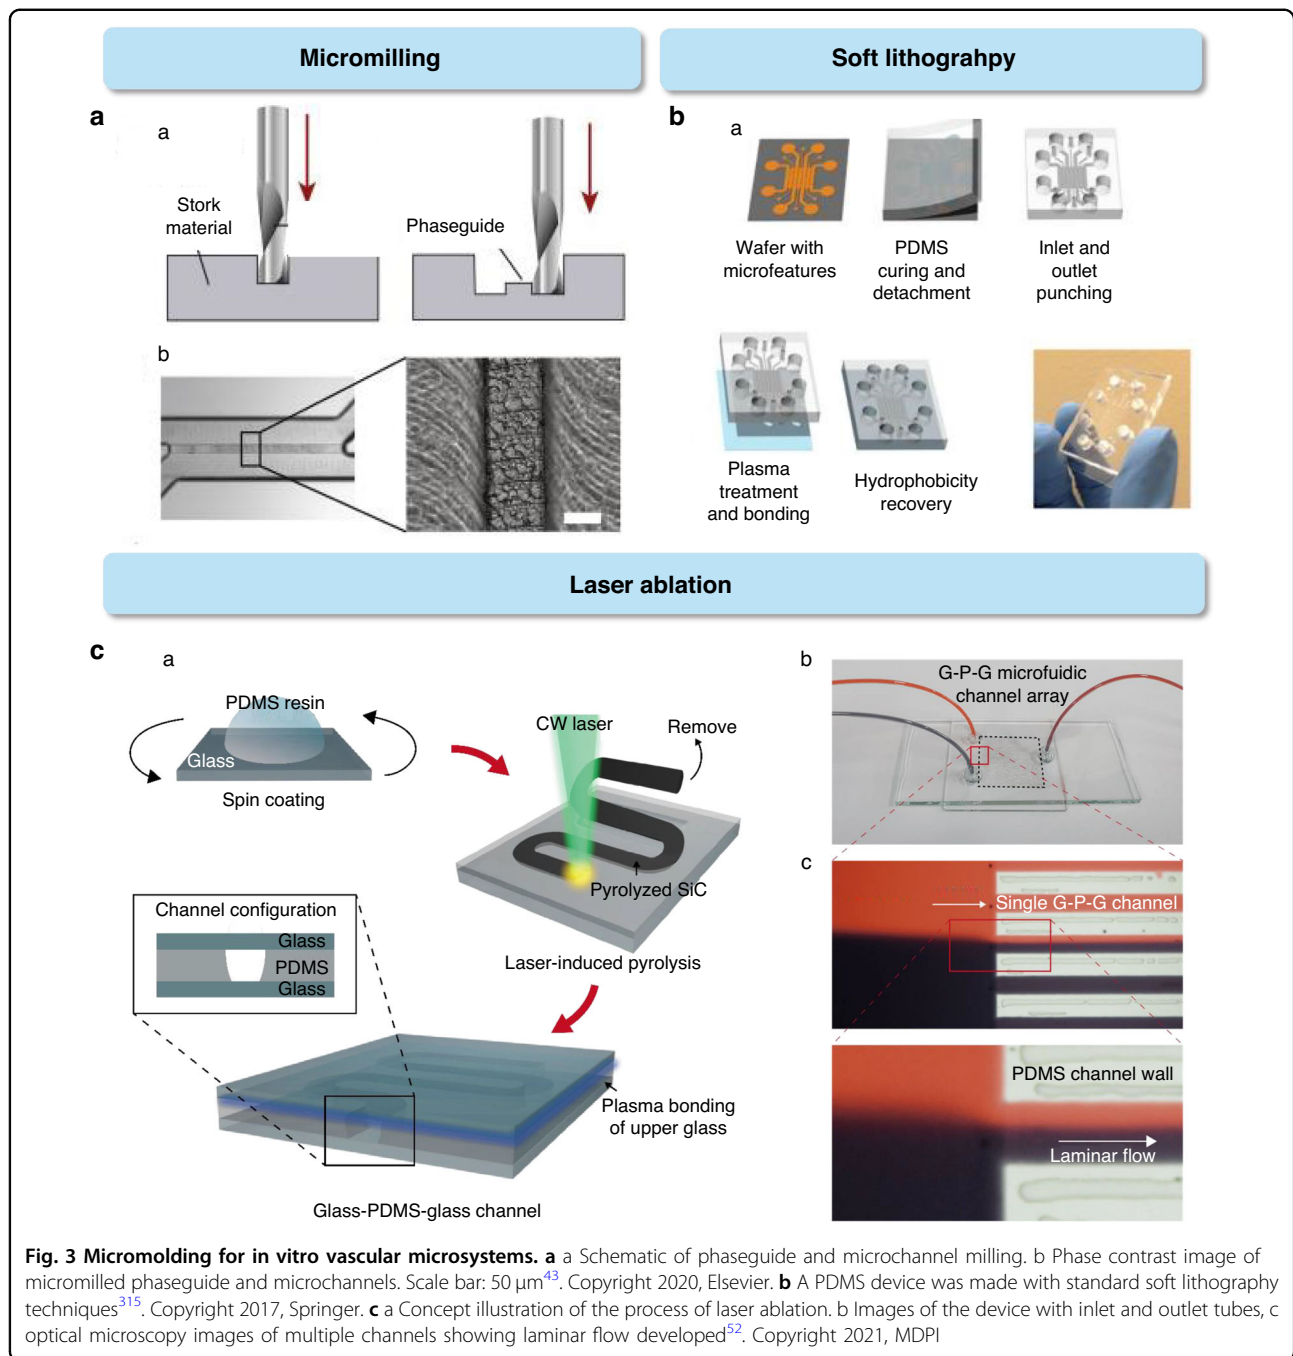 Micromilling
Soft lithograhpy
a
a
Stork
material
Phaseguide
b
b
a
Wafer with
microfeatures
PDMS
curing and
detachment
Inlet and
outlet
punching
Plasma
treatment
and bonding
Hydrophobicity
recovery
Laser ablation
c
a
PDMS resin
Glass
Spin coating
CW laser
Remove
Pyrolyzed SiC
Laser-induced pyrolysis
Channel configuration
Glass
PDMS
Glass
Plasma bonding
of upper glass
Glass-PDMS-glass channel
b
G-P-G microfuidic
channel array
c
Single G-P-G channel
PDMS channel wall
Laminar flow
Fig. 3 Micromolding for in vitro vascular microsystems. a a Schematic of phaseguide and microchannel milling. b Phase contrast image of
micromilled phaseguide and microchannels. Scale bar: 50 μm43. Copyright 2020, Elsevier. b A PDMS device was made with standard soft lithography
techniques315. Copyright 2017, Springer. c a Concept illustration of the process of laser ablation. b Images of the device with inlet and outlet tubes, c
optical microscopy images of multiple channels showing laminar flow developed52. Copyright 2021, MDPI